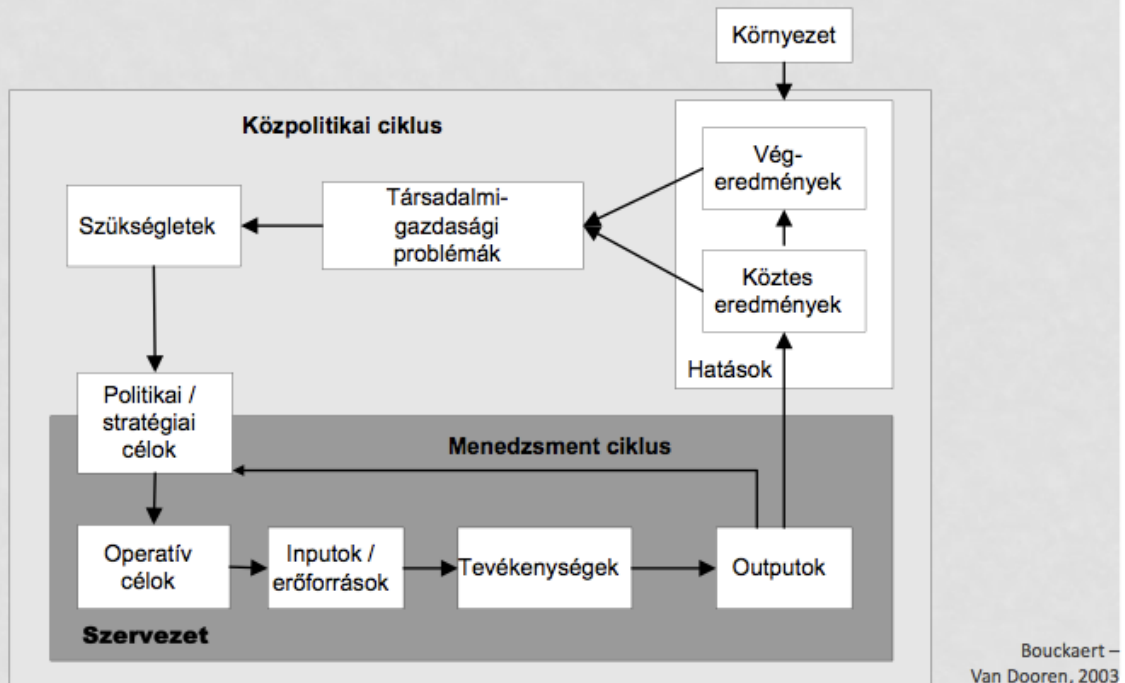 Környezet
Közpolitikai ciklus
Vég-
eredmények
Társadalmi-
gazdasági
problémák
Szükségletek
Köztes
eredmények
Hatások
Politikai /
stratégiai
célok
Menedzsment ciklus
Operatív
célok
Inputok /
erőforrások
Tevékenységek
Outputok
Szervezet
Bouckaert –
Van Dooren, 2003